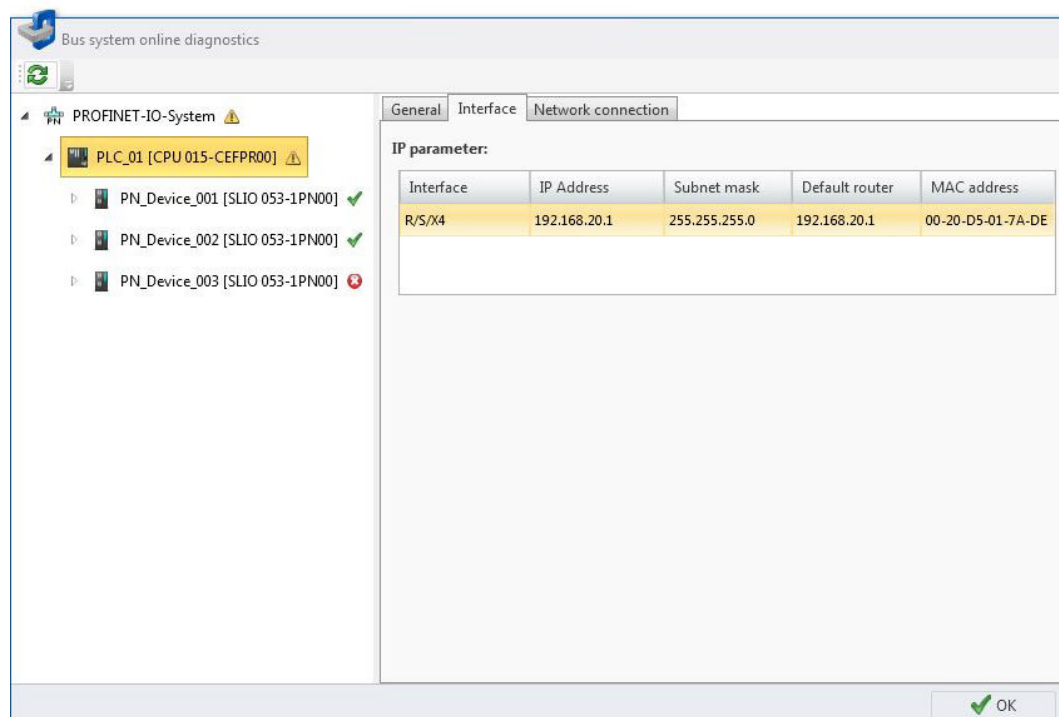 Bus system online diagnostics
PROFINET-IO-System
PLC_01 [CPU 015-CEFPR00]
PN_Device_001 [SLIO 053-1PN00]
PN_Device_002 [SLIO 053-1PN00]
PN_Device_003 [SLIO 053-1PN00]
General Interface Network connection
IP parameter:
Interface IP Address Subnet mask Default router MAC address
R/S/X4 192.168.20.1 255.255.255.0 192.168.20.1 00-20-D5-01-7A-DE
OK